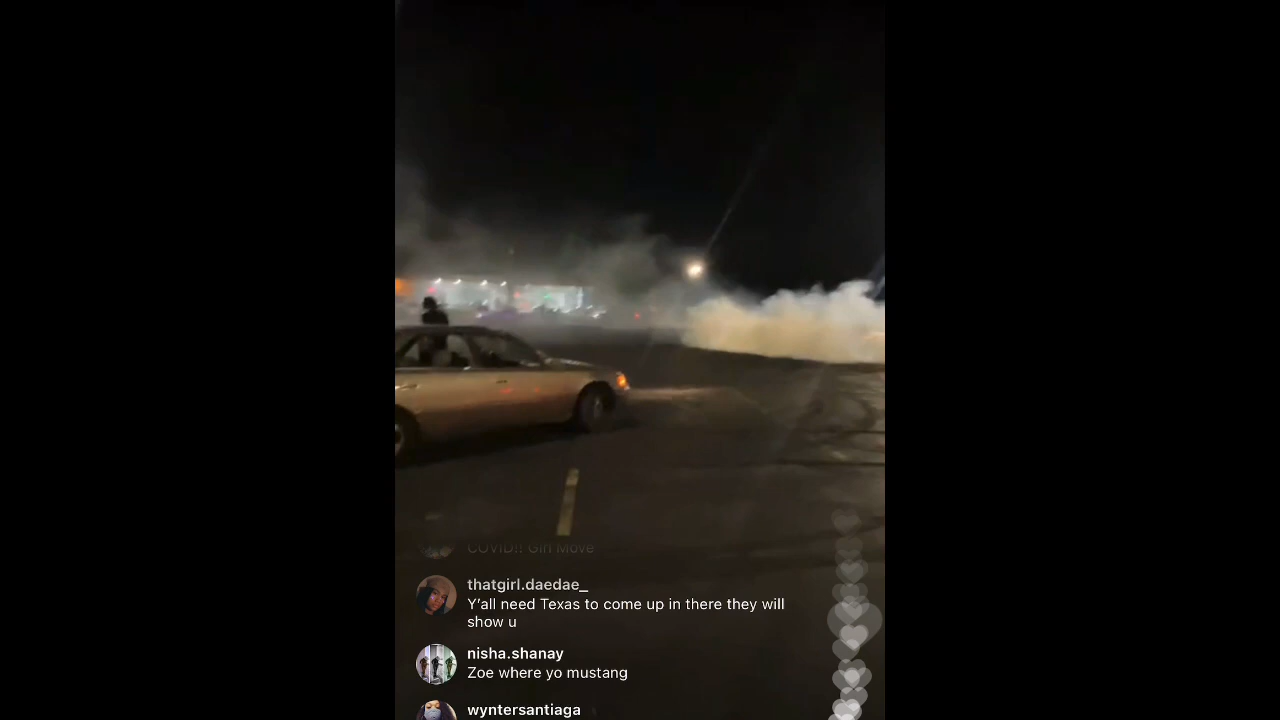 COVID!! Girl Move
thatgirl.daedae_
Y'all need Texas to come up in there they will
show u
nisha.shanay
Zoe where yo mustang
wyntersantiaga